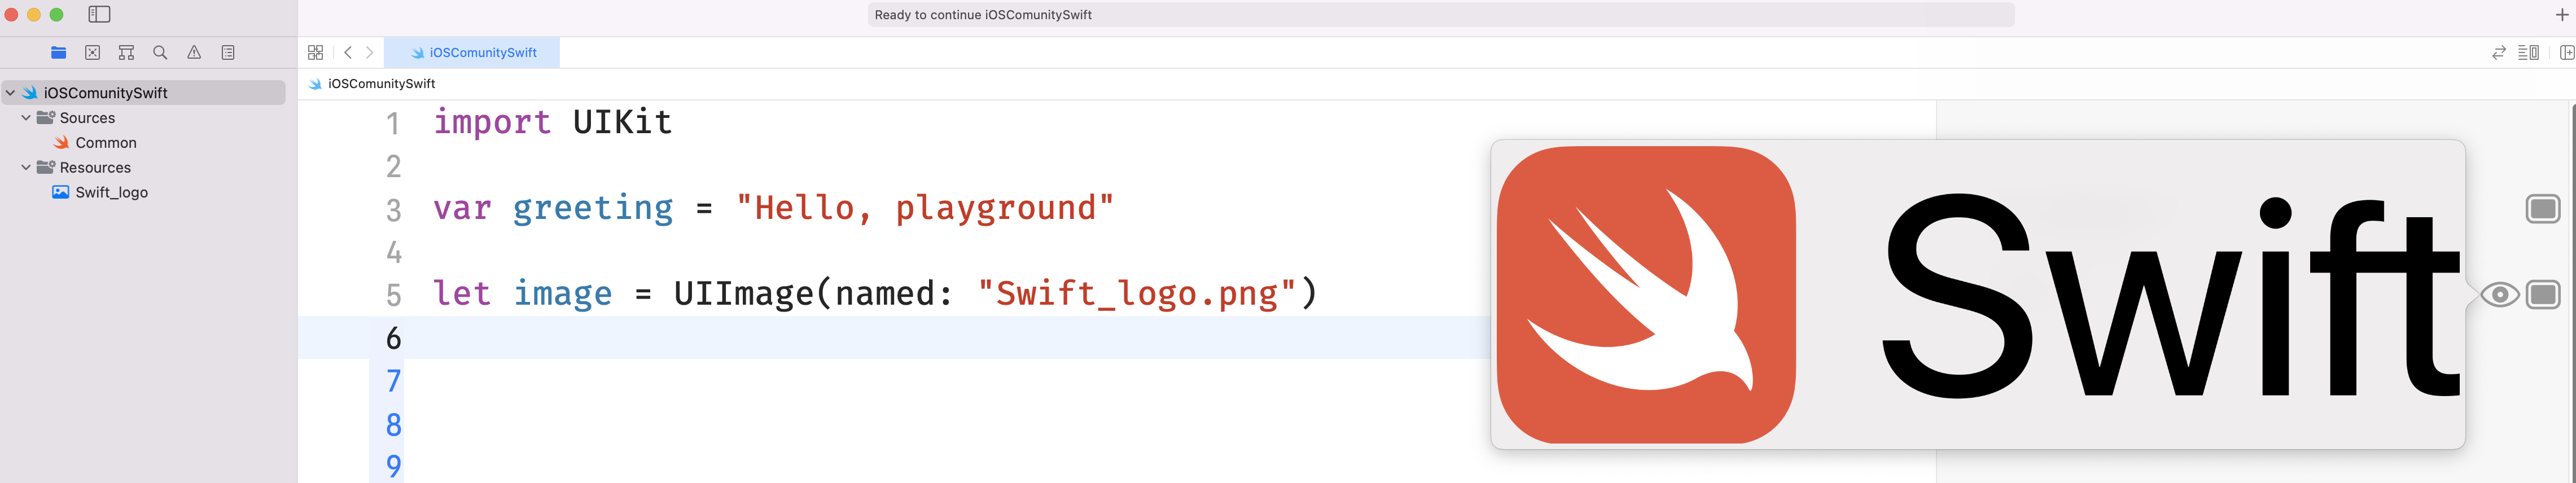 Ready to continue iOSComunitySwift
iOSComunitySwift
iOSComunitySwift
Sources
Common
Resources
Swift_logo
iOSComunitySwift
1 import UIKit
2
3 var greeting = "Hello, playground"
4
5 let image = UIImage(named: "Swift_logo.png")
6
7
8
9
Swift